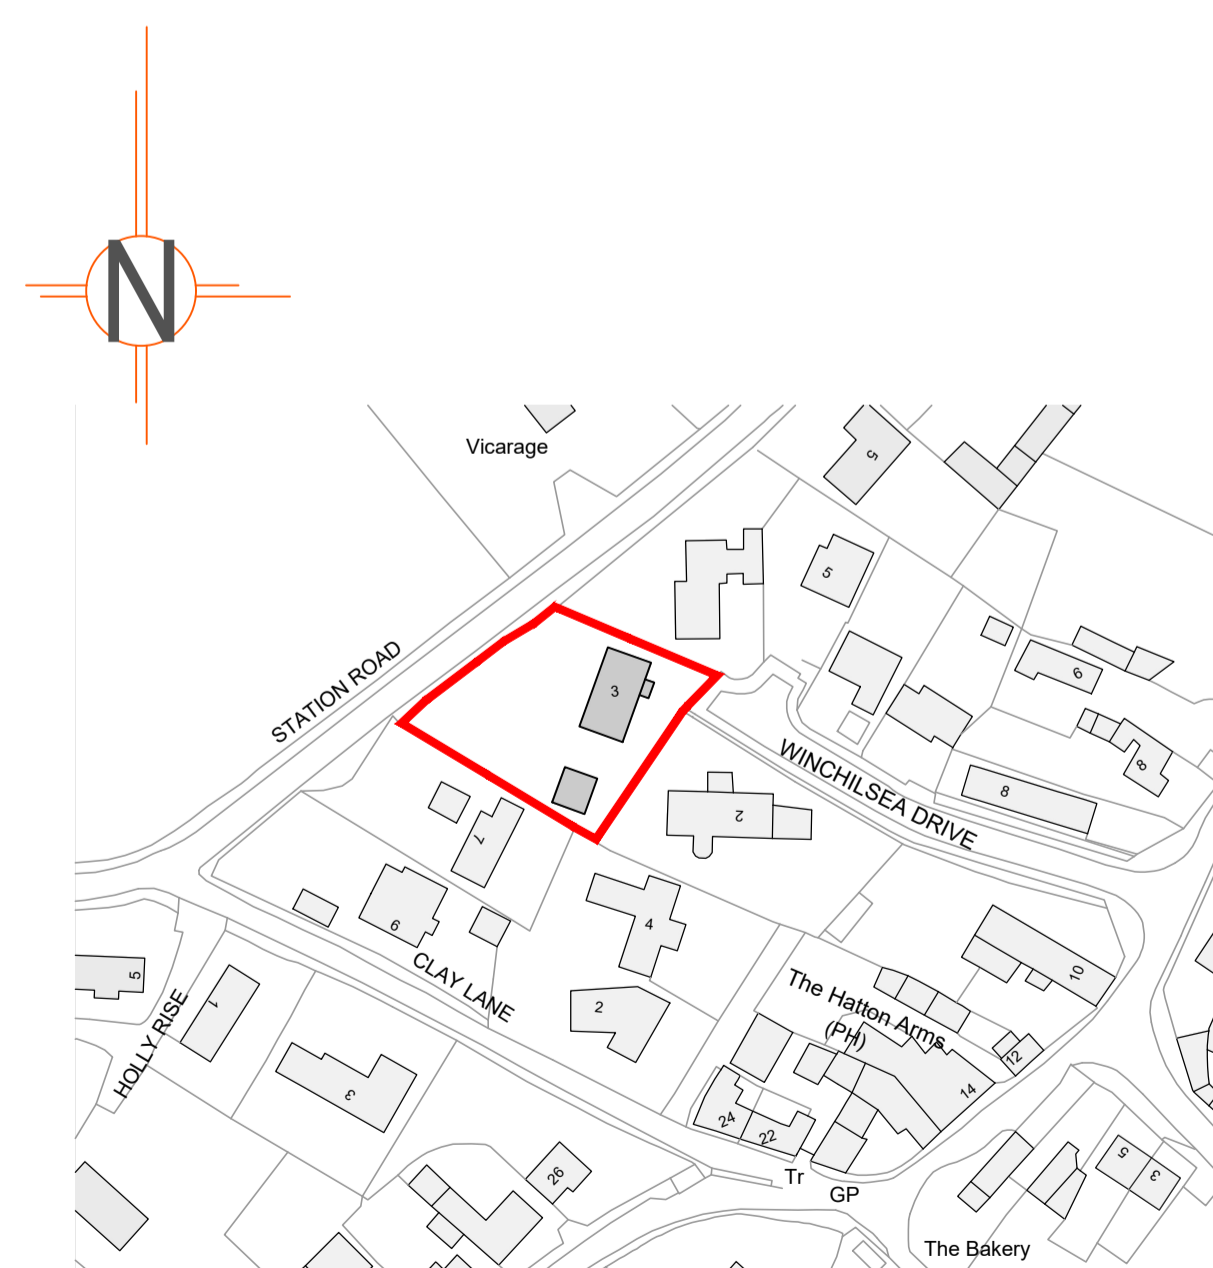 N
Vicarage
5
5
STATION ROAD
3
6
WINCHILSEA DRIVE
8
8
2
7
6
4
CLAY LANE
5
HOLLY RISE
1
2
The Hatton Arms
(PH)
10
12
14
3
24
22
Tr
GP
26
5
3
The Bakery